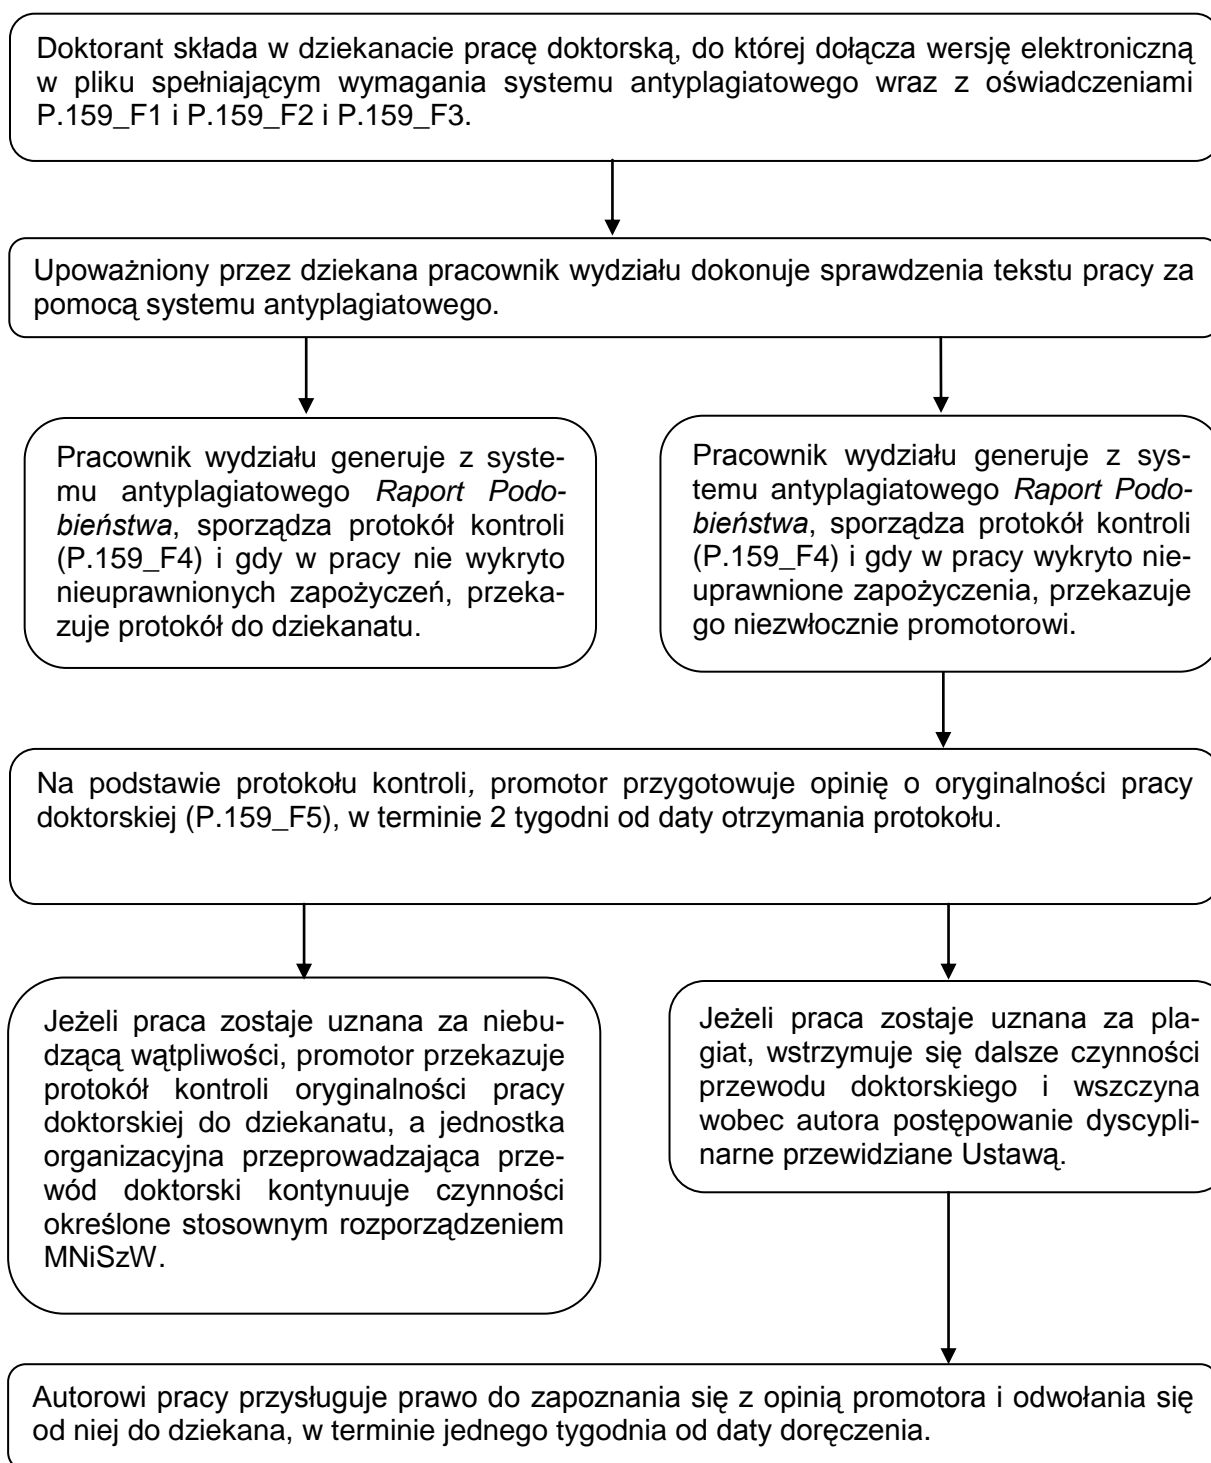 Doktorant składa w dziekanacie pracę doktorską, do której dołącza wersję elektroniczną
w pliku spełniającym wymagania systemu antyplagiatowego wraz z oświadczeniami
P.159_F1 i P.159_F2 i P.159_F3.
Upoważniony przez dziekana pracownik wydziału dokonuje sprawdzenia tekstu pracy za
pomocą systemu antyplagiatowego.
Pracownik wydziału generuje z syste-
mu antyplagiatowego Raport Podo-
bieństwa, sporządza protokół kontroli
(P.159_F4) i gdy w pracy nie wykryto
nieuprawnionych zapożyczeń, przeka-
zuje protokół do dziekanatu.
Pracownik wydziału generuje z sys-
temu antyplagiatowego Raport Podo-
bieństwa, sporządza protokół kontroli
(P.159_F4) i gdy w pracy wykryto nie-
uprawnione zapożyczenia, przekazuje
go niezwłocznie promotorowi.
Na podstawie protokołu kontroli, promotor przygotowuje opinię o oryginalności pracy
doktorskiej (P.159_F5), w terminie 2 tygodni od daty otrzymania protokołu.
Jeżeli praca zostaje uznana za niebu-
dzącą wątpliwości, promotor przekazuje
protokół kontroli oryginalności pracy
doktorskiej do dziekanatu, a jednostka
organizacyjna przeprowadzająca prze-
wód doktorski kontynuuje czynności
określone stosownym rozporządzeniem
MNiSzW.
Jeżeli praca zostaje uznana za pla-
giat, wstrzymuje się dalsze czynności
przewodu doktorskiego i wszczyna
wobec autora postępowanie dyscypli-
narne przewidziane Ustawą.
Autorowi pracy przysługuje prawo do zapoznania się z opinią promotora i odwołania się
od niej do dziekana, w terminie jednego tygodnia od daty doręczenia.